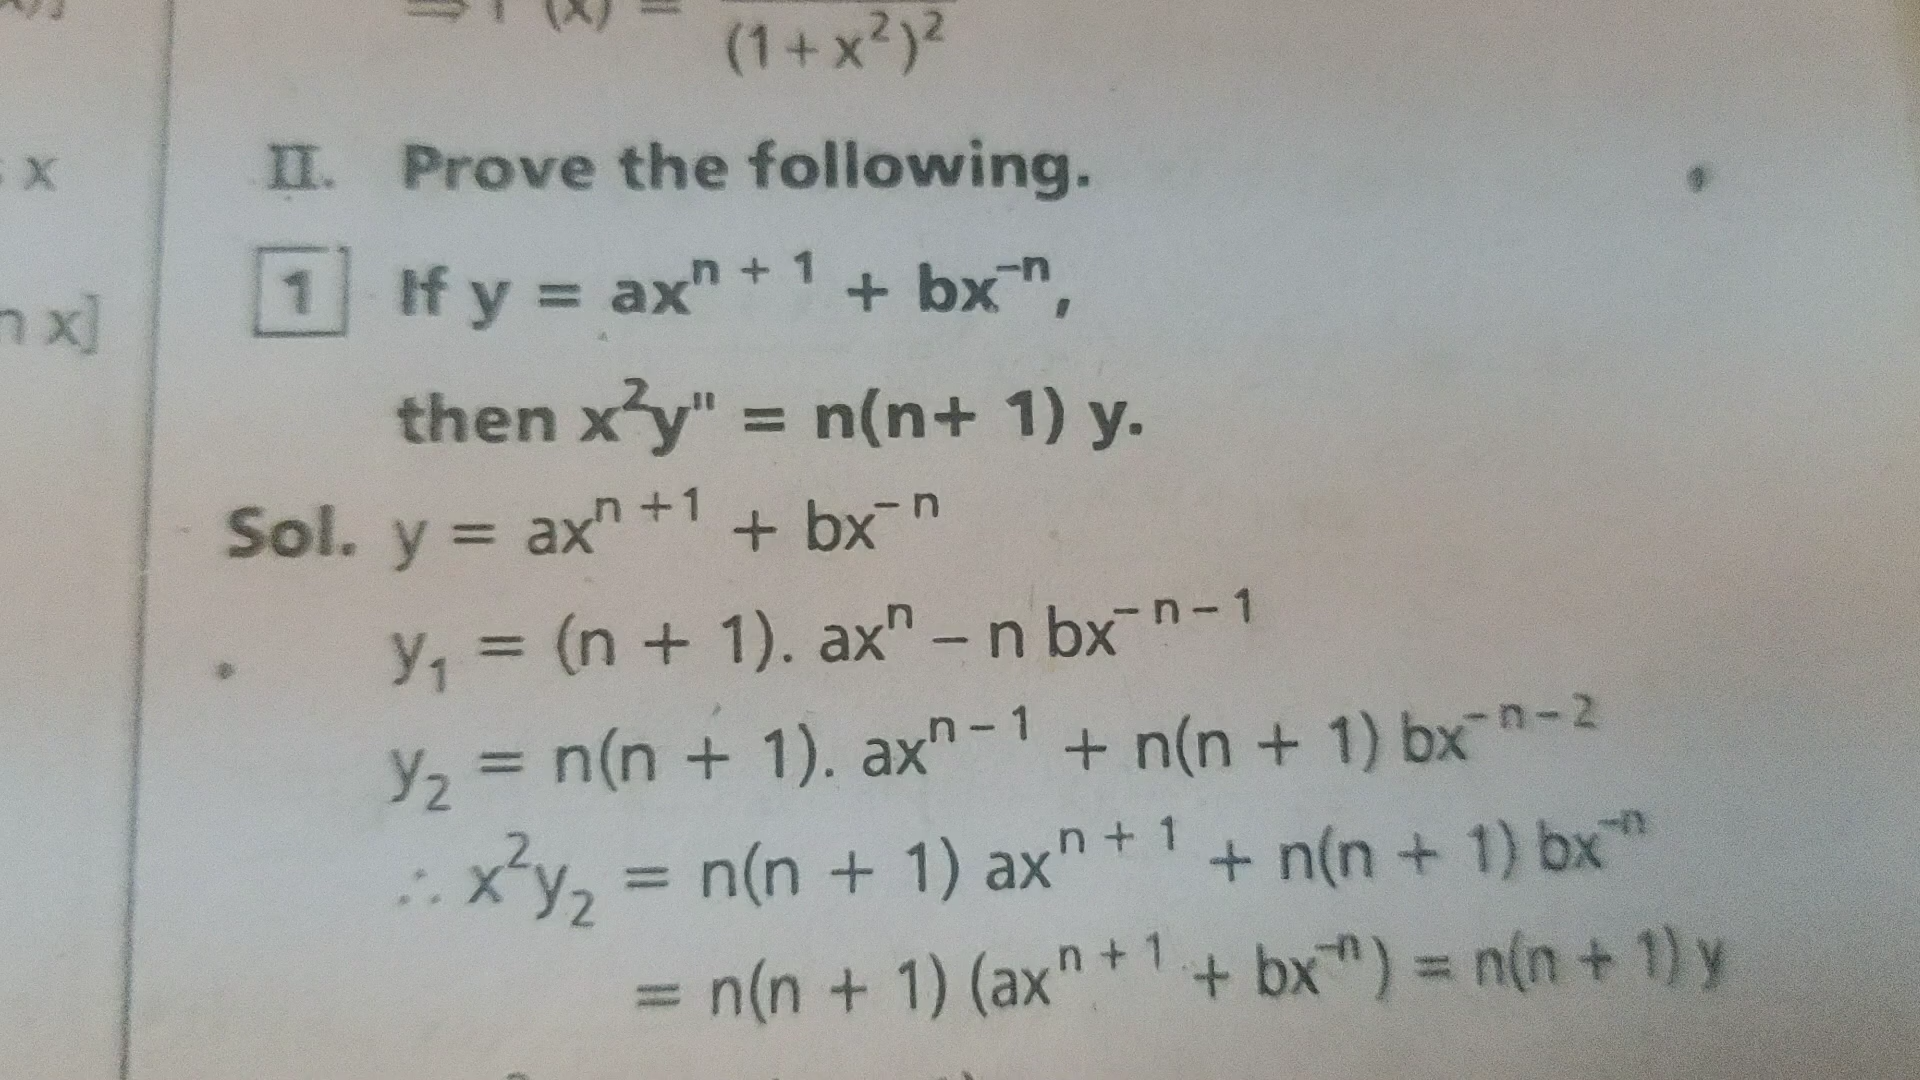 ⇒ f'(x) =
(1+x²)²
x
n x]
II. Prove the following.
1 If y = axⁿ⁺¹ + bx⁻ⁿ,
then x²y" = n(n+ 1) y.
Sol. y = axⁿ⁺¹ + bx⁻ⁿ
y₁ = (n + 1). axⁿ – n bx⁻ⁿ⁻¹
y₂ = n(n + 1). axⁿ⁻¹ + n(n + 1) bx⁻ⁿ⁻²
∴ x²y₂ = n(n + 1) axⁿ⁺¹ + n(n + 1) bx⁻ⁿ
= n(n + 1) (axⁿ⁺¹ + bx⁻ⁿ) = n(n + 1) y